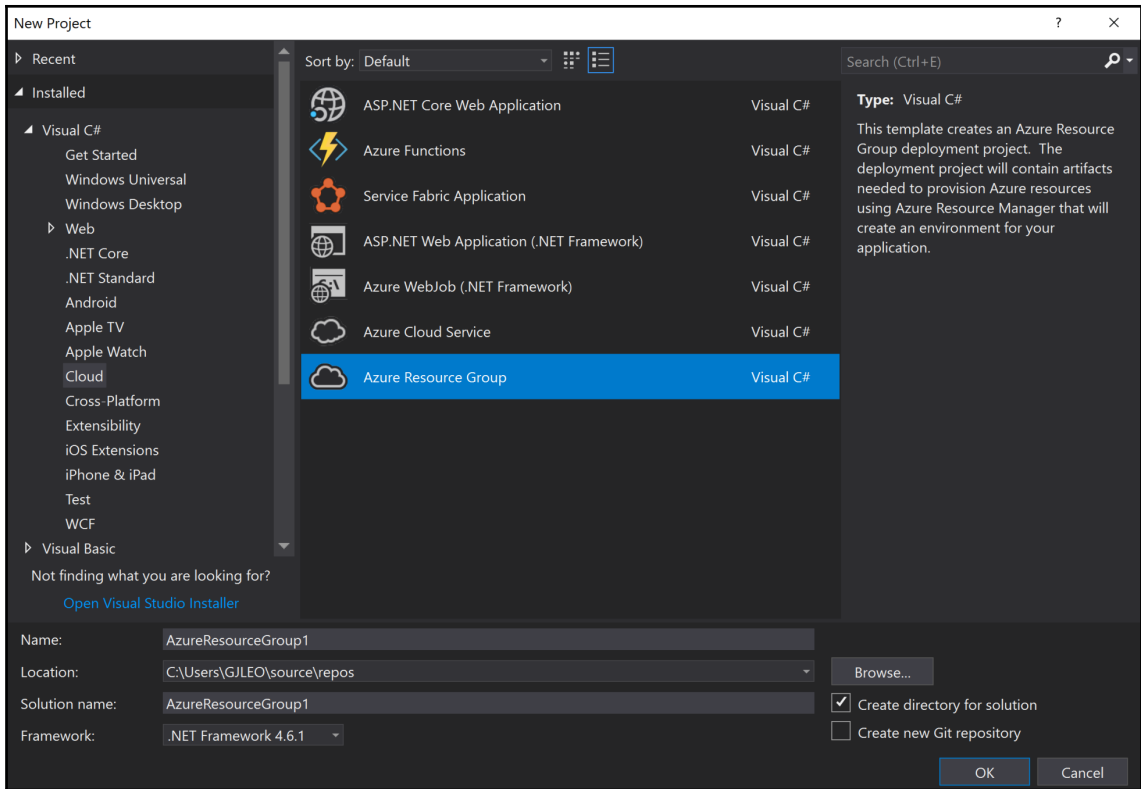 New Project
?
Recent
Installed
Visual C#
Get Started
Windows Universal
Windows Desktop
Web
.NET Core
.NET Standard
Android
Apple TV
Apple Watch
Cloud
Cross-Platform
Extensibility
iOS Extensions
iPhone & iPad
Test
WCF
Visual Basic
Not finding what you are looking for?
Open Visual Studio Installer
Sort by: Default
ASP.NET Core Web Application Visual C#
Azure Functions Visual C#
Service Fabric Application Visual C#
ASP.NET Web Application (.NET Framework) Visual C#
Azure WebJob (.NET Framework) Visual C#
Azure Cloud Service Visual C#
Azure Resource Group Visual C#
Search (Ctrl+E)
Type: Visual C#
This template creates an Azure Resource
Group deployment project. The
deployment project will contain artifacts
needed to provision Azure resources
using Azure Resource Manager that will
create an environment for your
application.
Name: AzureResourceGroup1
Location: C:\Users\GJLEO\source\repos
Browse...
Solution name: AzureResourceGroup1
Create directory for solution
Framework: .NET Framework 4.6.1
Create new Git repository
OK Cancel